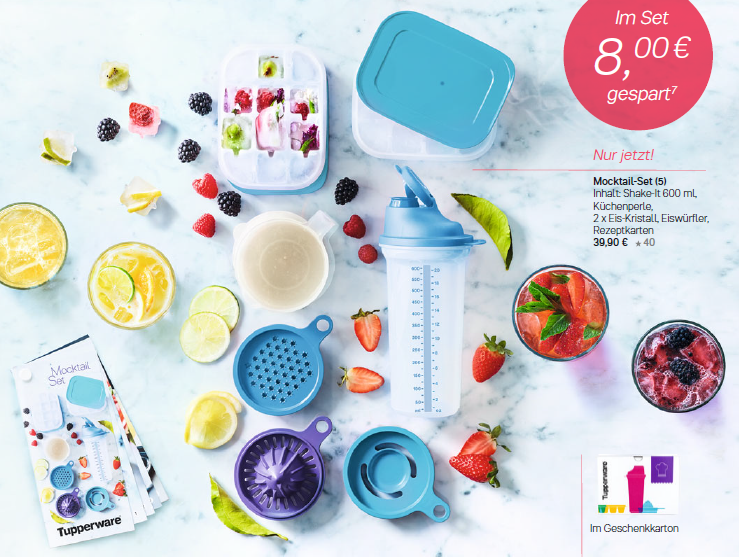 Im Set
8,00 €
gespart⁷
Nur jetzt!
Mocktail-Set (5)
Inhalt: Shake-It 600 ml,
Küchenperle,
2 x Eis-Kristall, Eiswürfler,
Rezeptkarten
39,90 € ★40
Mocktail
Set
Tupperware
Tupperware
Im Geschenkkarton